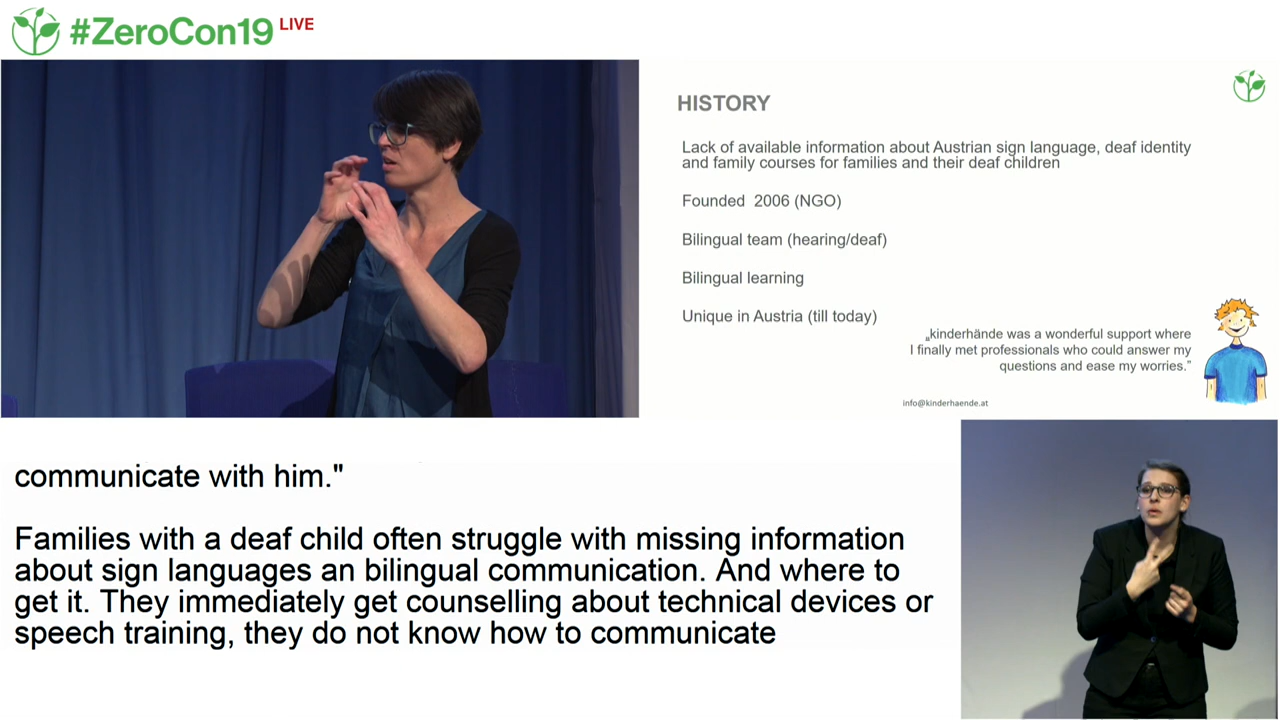 #ZeroCon19 LIVE
HISTORY
Lack of available information about Austrian sign language, deaf identity
and family courses for families and their deaf children
Founded 2006 (NGO)
Bilingual team (hearing/deaf)
Bilingual learning
Unique in Austria (till today)
„kinderhände was a wonderful support where
I finally met professionals who could answer my
questions and ease my worries.”
info@kinderhaende.at
communicate with him."
Families with a deaf child often struggle with missing information
about sign languages an bilingual communication. And where to
get it. They immediately get counselling about technical devices or
speech training, they do not know how to communicate